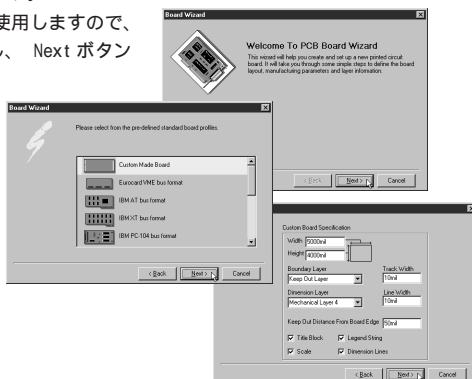 使用しますので、
、 Next ボタン
Board Wizard
Welcome To PCB Board Wizard
This wizard will help you create and set up a new printed circuit
board. It will take you through some simple steps to define the board
layout, manufacturing parameters and layer information.
< Back Next > Cancel
Board Wizard
Please select from the pre-defined standard board profiles.
Custom Made Board
Eurocard VME bus format
IBM AT bus format
IBM XT bus format
IBM PC-104 bus format
< Back Next > Cancel
Custom Board Specification
Width 5000mil
Height 4000mil
Boundary Layer Track Width
Keep Out Layer 10mil
Dimension Layer Line Width
Mechanical Layer 4 10mil
Keep Out Distance From Board Edge 50mil
Title Block Legend String
Scale Dimension Lines
< Back Next > Cancel